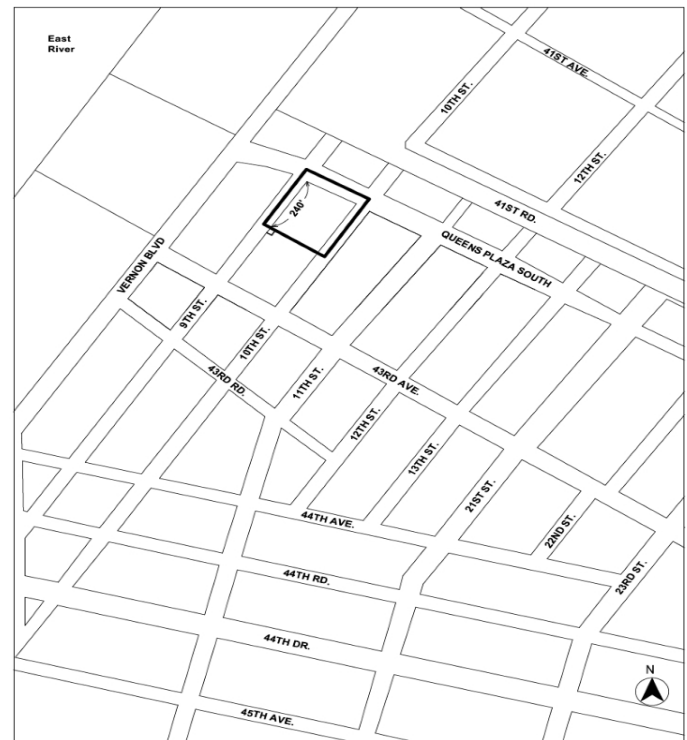 East
River
41ST AVE.
10TH ST.
12TH ST.
41ST RD.
240'
QUEENS PLAZA SOUTH
VERNON BLVD
9TH ST.
10TH ST.
43RD RD.
11TH ST.
43RD AVE.
12TH ST.
13TH ST.
21ST ST.
22ND ST.
23RD ST.
44TH AVE.
44TH RD.
44TH DR.
45TH AVE.
N